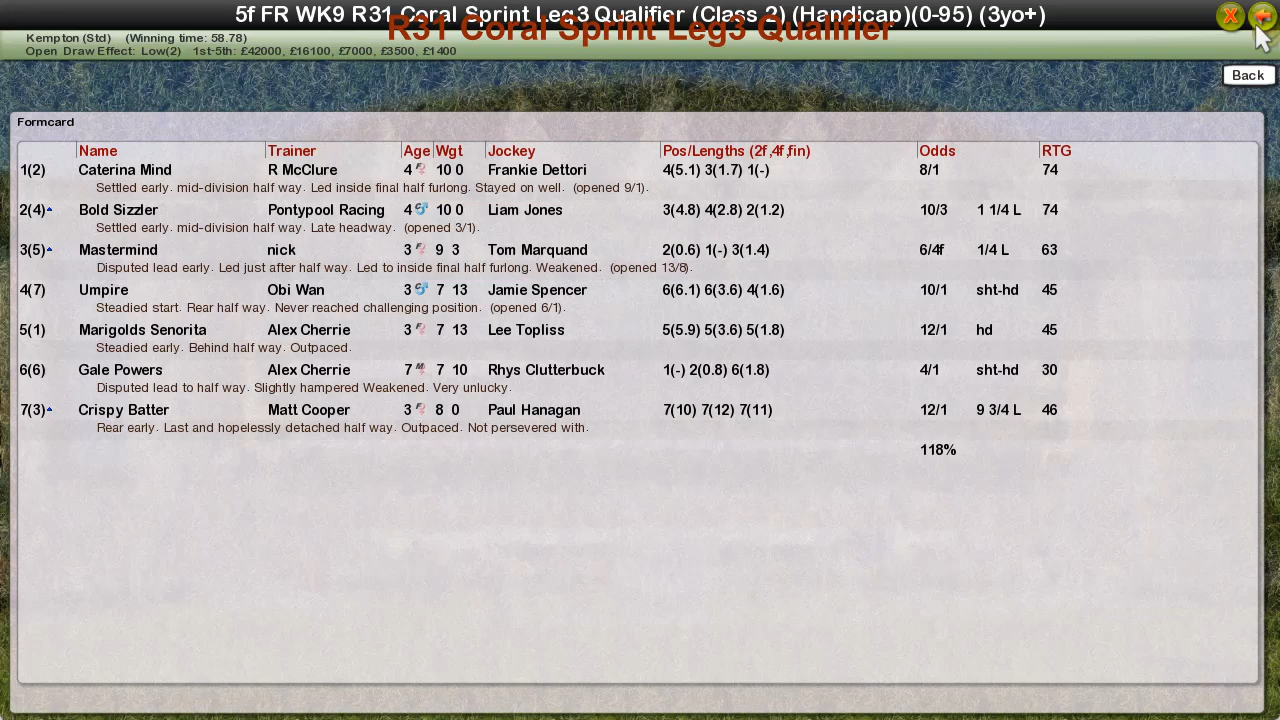 5f FR WK9 R31 Coral Sprint Leg3 Qualifier (Class 2) (Handicap)(0-95) (3yo+)
R31 Coral Sprint Leg3 Qualifier
Kempton (Std) (Winning time: 58.78)
Open Draw Effect: Low(2) 1st-5th: £42000, £16100, £7000, £3500, £1400
X
Back
Formcard
Name Trainer Age Wgt Jockey Pos/Lengths (2f,4f,fin) Odds RTG
1(2) Caterina Mind R McClure 4 F 10 0 Frankie Dettori 4(5.1) 3(1.7) 1(-) 8/1 74
Settled early. mid-division half way. Led inside final half furlong. Stayed on well. (opened 9/1).
2(4) Bold Sizzler Pontypool Racing 4 10 0 Liam Jones 3(4.8) 4(2.8) 2(1.2) 10/3 1 1/4 L 74
Settled early. mid-division half way. Late headway. (opened 3/1).
3(5) Mastermind nick 3 F 9 3 Tom Marquand 2(0.6) 1(-) 3(1.4) 6/4f 1/4 L 63
Disputed lead early. Led just after half way. Led to inside final half furlong. Weakened. (opened 13/8).
4(7) Umpire Obi Wan 3 7 13 Jamie Spencer 6(6.1) 6(3.6) 4(1.6) 10/1 sht-hd 45
Steadied start. Rear half way. Never reached challenging position. (opened 6/1).
5(1) Marigolds Senorita Alex Cherrie 3 F 7 13 Lee Topliss 5(5.9) 5(3.6) 5(1.8) 12/1 hd 45
Steadied early. Behind half way. Outpaced.
6(6) Gale Powers Alex Cherrie 7 M 7 10 Rhys Clutterbuck 1(-) 2(0.8) 6(1.8) 4/1 sht-hd 30
Disputed lead to half way. Slightly hampered Weakened. Very unlucky.
7(3) Crispy Batter Matt Cooper 3 F 8 0 Paul Hanagan 7(10) 7(12) 7(11) 12/1 9 3/4 L 46
Rear early. Last and hopelessly detached half way. Outpaced. Not persevered with.
118%